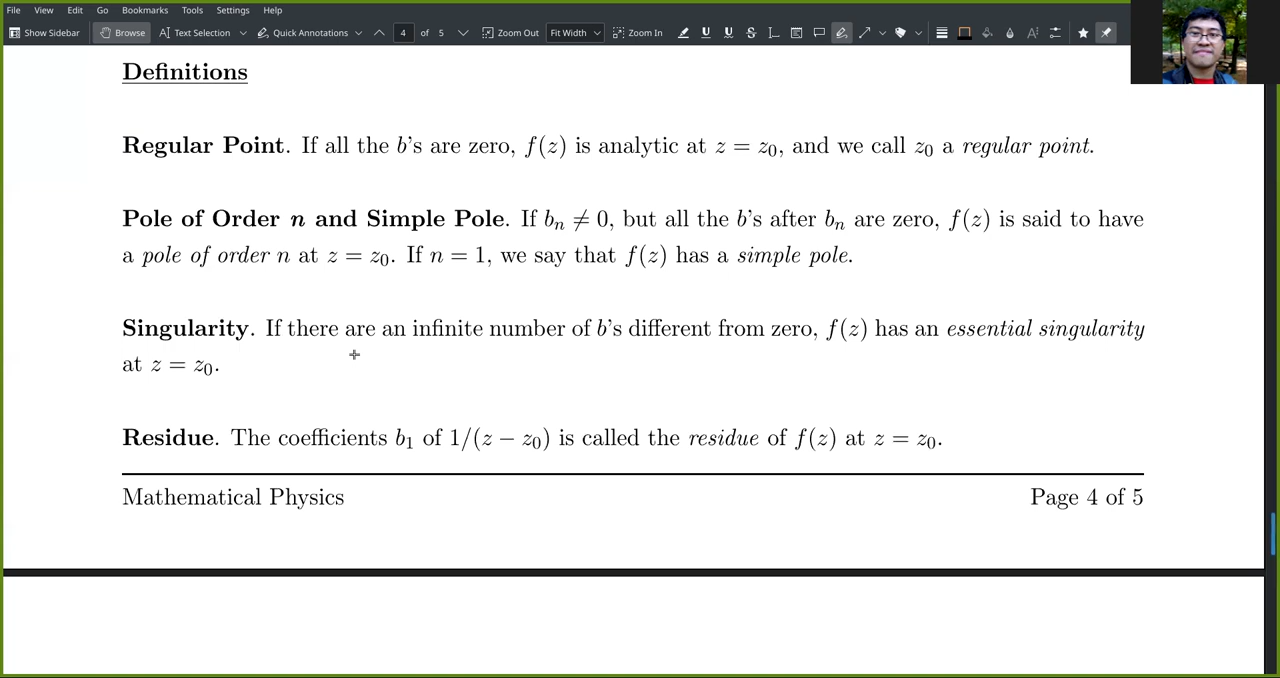 File View Edit Go Bookmarks Tools Settings Help
Show Sidebar Browse Text Selection Quick Annotations 4 of 5 Zoom Out Fit Width Zoom In
Definitions
Regular Point. If all the b's are zero, f(z) is analytic at z = z₀, and we call z₀ a regular point.
Pole of Order n and Simple Pole. If bₙ ≠ 0, but all the b's after bₙ are zero, f(z) is said to have
a pole of order n at z = z₀. If n = 1, we say that f(z) has a simple pole.
Singularity. If there are an infinite number of b's different from zero, f(z) has an essential singularity
at z = z₀.
Residue. The coefficients b₁ of 1/(z − z₀) is called the residue of f(z) at z = z₀.
Mathematical Physics Page 4 of 5